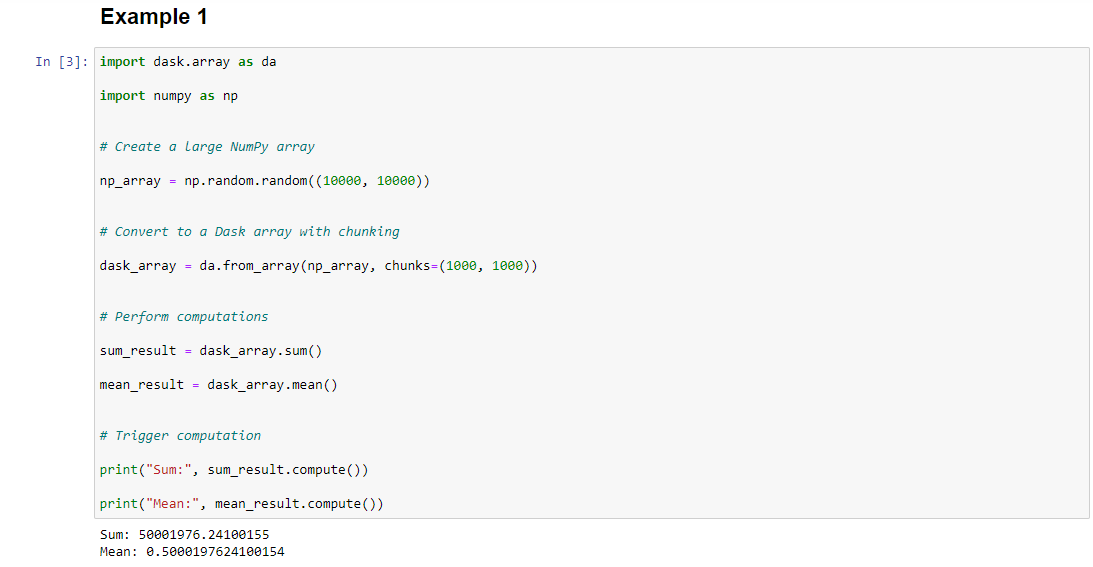 Example 1
In [3]: import dask.array as da
import numpy as np
# Create a large NumPy array
np_array = np.random.random((10000, 10000))
# Convert to a Dask array with chunking
dask_array = da.from_array(np_array, chunks=(1000, 1000))
# Perform computations
sum_result = dask_array.sum()
mean_result = dask_array.mean()
# Trigger computation
print("Sum:", sum_result.compute())
print("Mean:", mean_result.compute())
Sum: 50001976.24100155
Mean: 0.5000197624100154